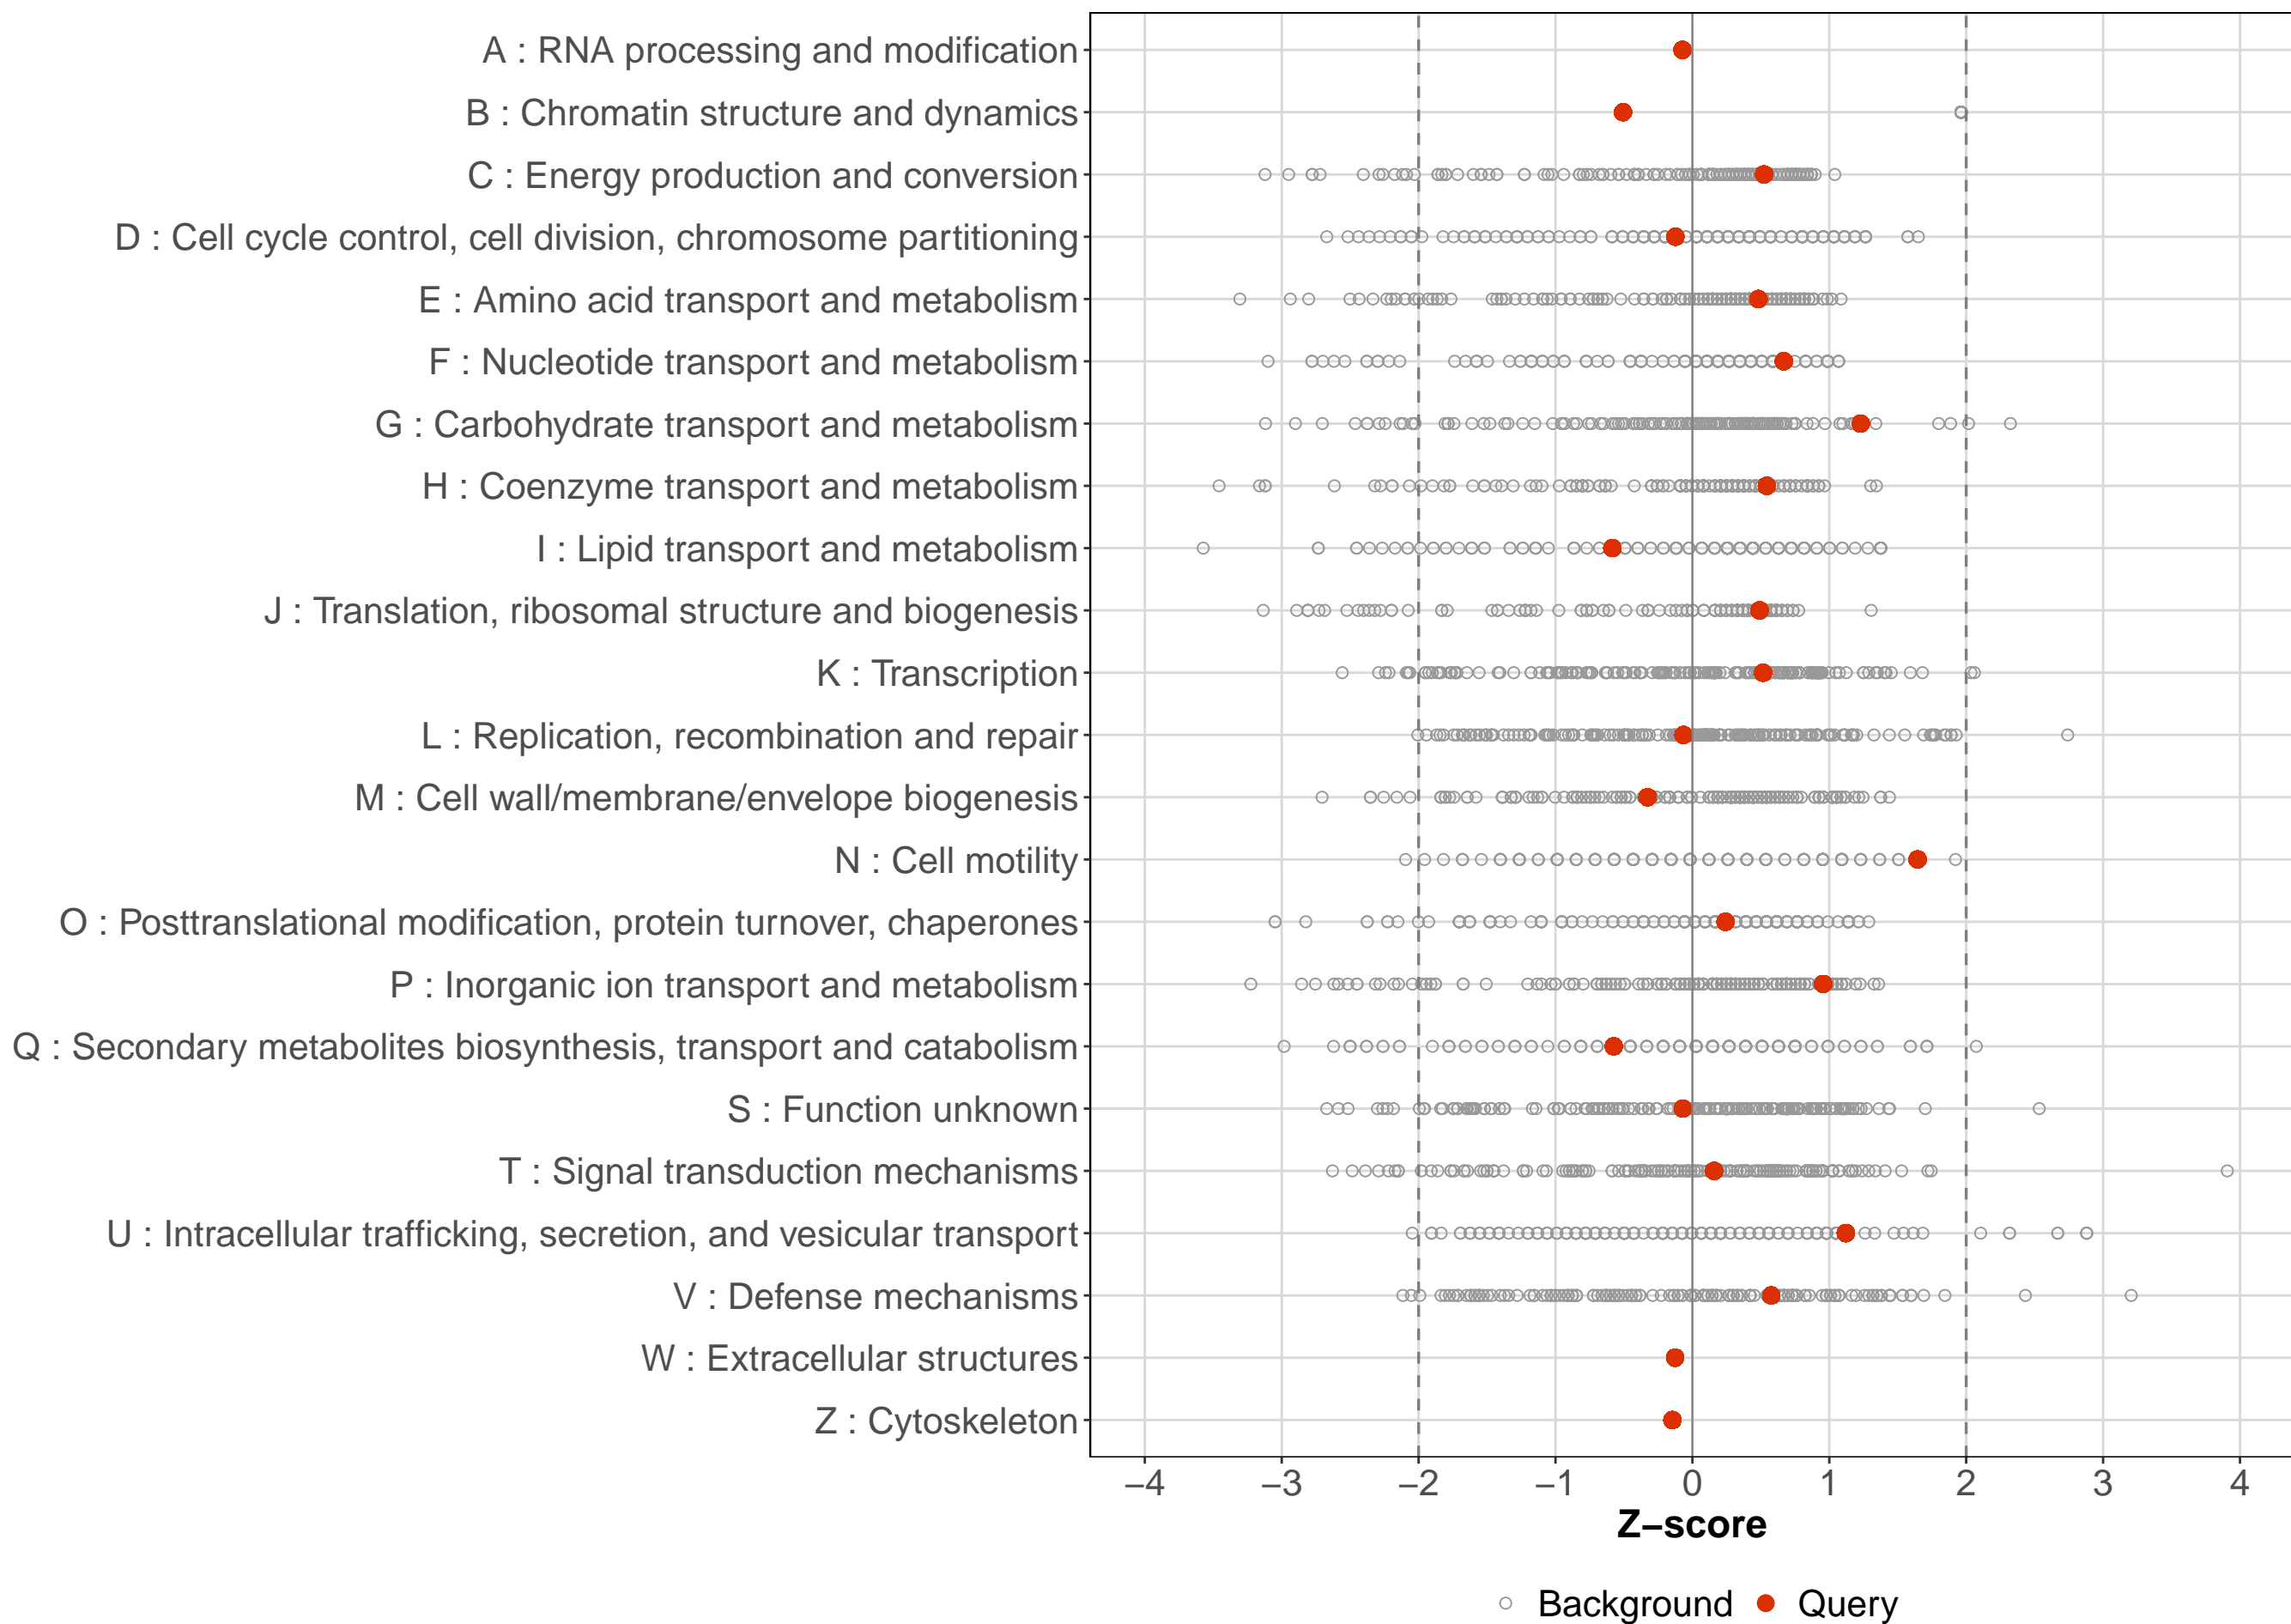 A : RNA processing and modification
B : Chromatin structure and dynamics
C : Energy production and conversion
D : Cell cycle control, cell division, chromosome partitioning
E : Amino acid transport and metabolism
F : Nucleotide transport and metabolism
G : Carbohydrate transport and metabolism
H : Coenzyme transport and metabolism
I : Lipid transport and metabolism
J : Translation, ribosomal structure and biogenesis
K : Transcription
L : Replication, recombination and repair
M : Cell wall/membrane/envelope biogenesis
N : Cell motility
O : Posttranslational modification, protein turnover, chaperones
P : Inorganic ion transport and metabolism
Q : Secondary metabolites biosynthesis, transport and catabolism
S : Function unknown
T : Signal transduction mechanisms
U : Intracellular trafficking, secretion, and vesicular transport
V : Defense mechanisms
W : Extracellular structures
Z : Cytoskeleton
−4 −3 −2 −1 0 1 2 3 4
Z−score
Background Query